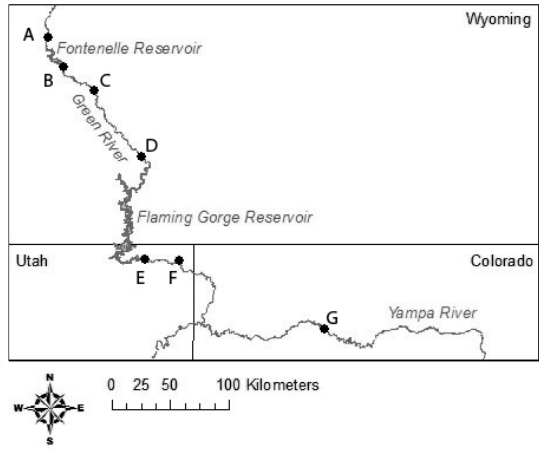 Wyoming
A
Fontenelle Reservoir
B
C
Green River
D
Flaming Gorge Reservoir
Utah
Colorado
E
F
G
Yampa River
N
W
E
S
0 25 50 100 Kilometers